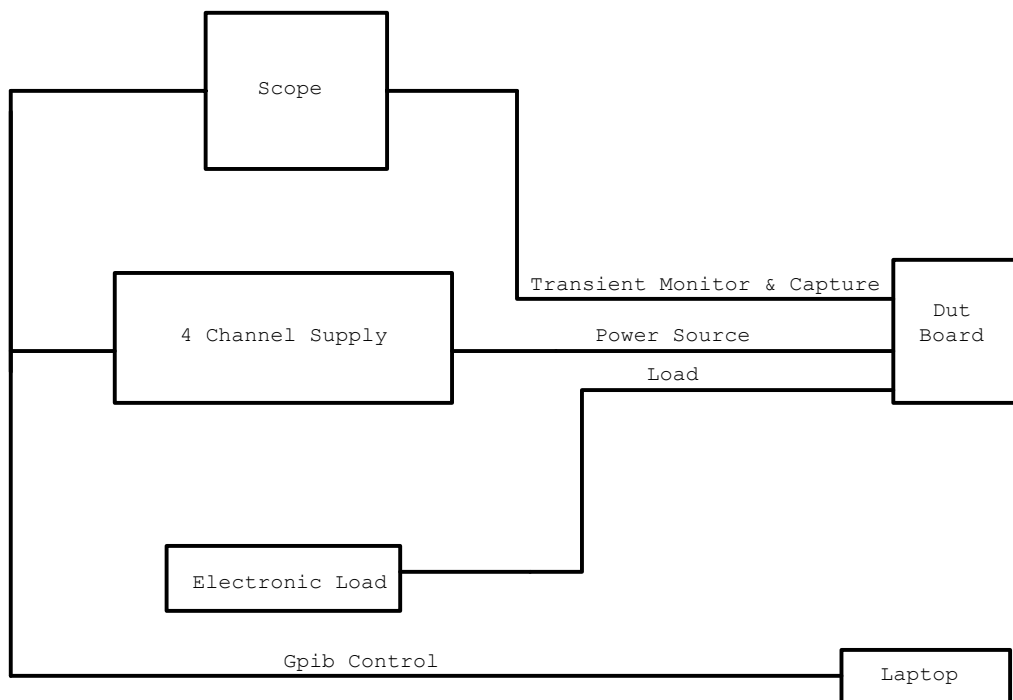 Scope
Transient Monitor & Capture
4 Channel Supply
Power Source
Dut
Board
Load
Electronic Load
Gpib Control
Laptop